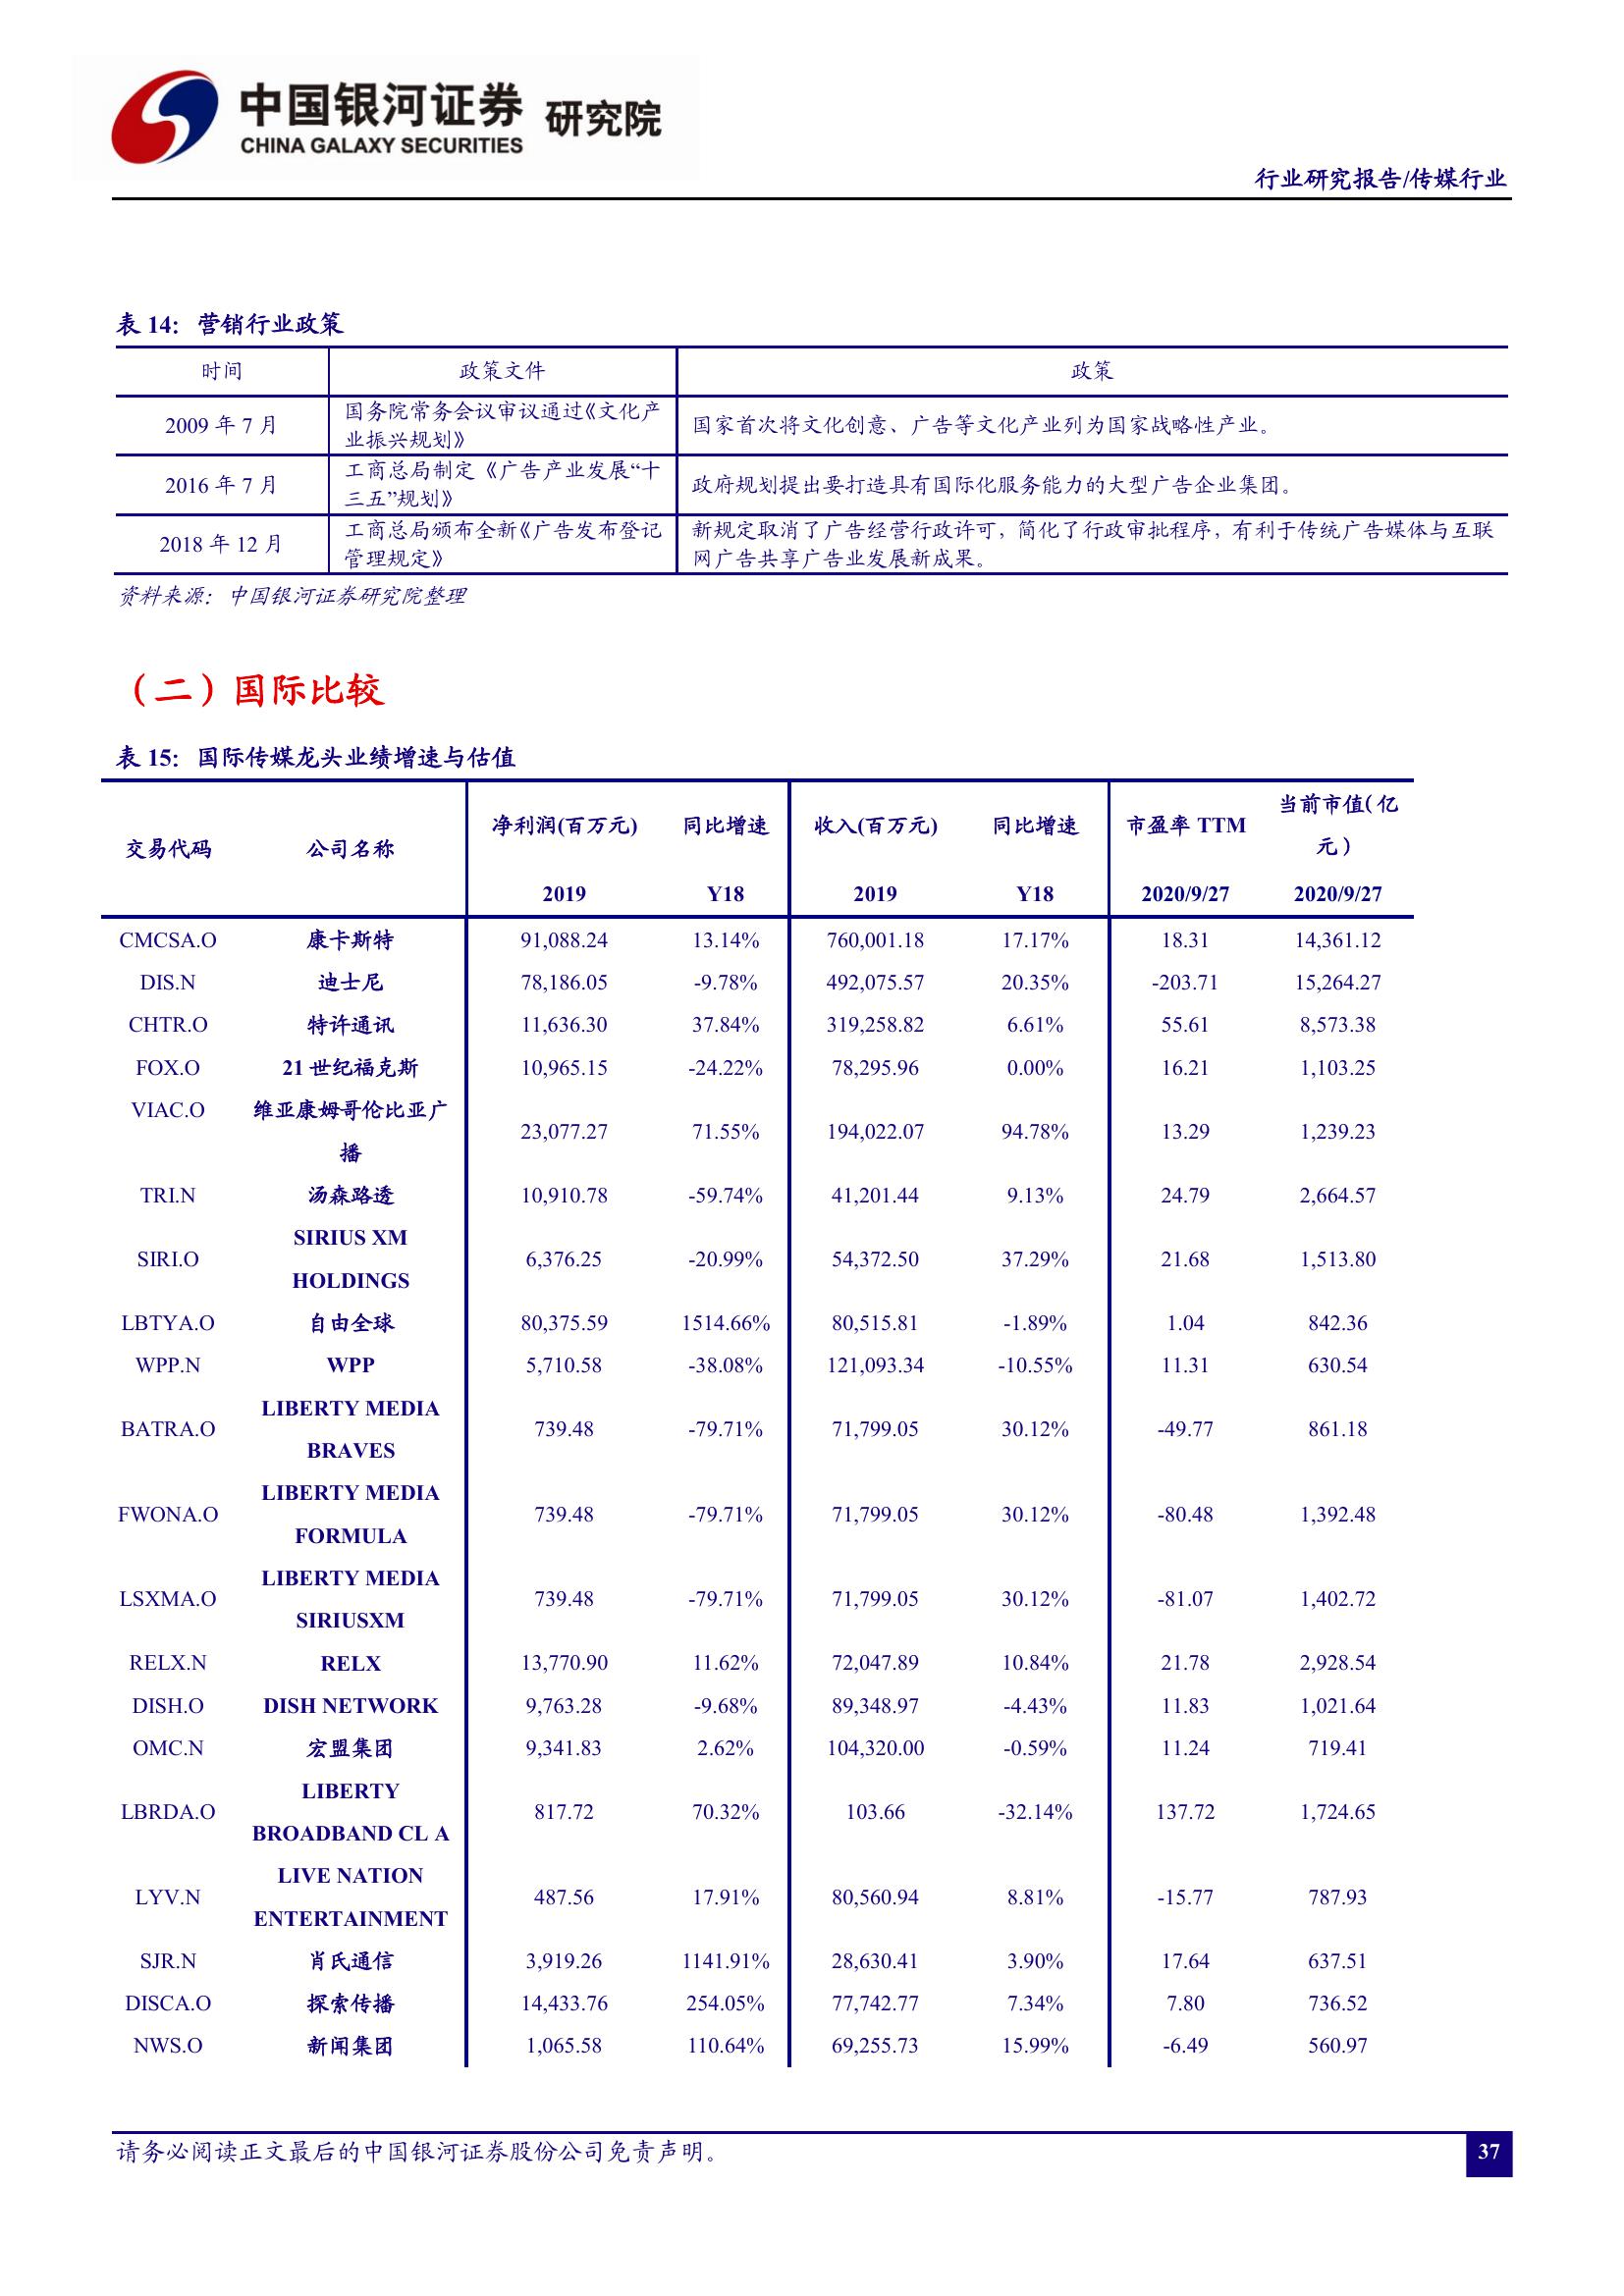 中国银河证券 研究院
CHINA GALAXY SECURITIES
行业研究报告/传媒行业
表 14: 营销行业政策
时间 政策文件 政策
2009 年 7 月 国务院常务会议审议通过《文化产业振兴规划》 国家首次将文化创意、广告等文化产业列为国家战略性产业。
2016 年 7 月 工商总局制定《广告产业发展“十三五”规划》 政府规划提出要打造具有国际化服务能力的大型广告企业集团。
2018 年 12 月 工商总局颁布全新《广告发布登记管理规定》 新规定取消了广告经营行政许可，简化了行政审批程序，有利于传统广告媒体与互联网广告共享广告业发展新成果。
资料来源：中国银河证券研究院整理
（二）国际比较
表 15: 国际传媒龙头业绩增速与估值
交易代码 公司名称 净利润(百万元) 同比增速 收入(百万元) 同比增速 市盈率 TTM 当前市值(亿元)
2019 Y18 2019 Y18 2020/9/27 2020/9/27
CMCSA.O 康卡斯特 91,088.24 13.14% 760,001.18 17.17% 18.31 14,361.12
DIS.N 迪士尼 78,186.05 -9.78% 492,075.57 20.35% -203.71 15,264.27
CHTR.O 特许通讯 11,636.30 37.84% 319,258.82 6.61% 55.61 8,573.38
FOX.O 21 世纪福克斯 10,965.15 -24.22% 78,295.96 0.00% 16.21 1,103.25
VIAC.O 维亚康姆哥伦比亚广播 23,077.27 71.55% 194,022.07 94.78% 13.29 1,239.23
TRI.N 汤森路透 10,910.78 -59.74% 41,201.44 9.13% 24.79 2,664.57
SIRI.O SIRIUS XM HOLDINGS 6,376.25 -20.99% 54,372.50 37.29% 21.68 1,513.80
LBTYA.O 自由全球 80,375.59 1514.66% 80,515.81 -1.89% 1.04 842.36
WPP.N WPP 5,710.58 -38.08% 121,093.34 -10.55% 11.31 630.54
BATRA.O LIBERTY MEDIA BRAVES 739.48 -79.71% 71,799.05 30.12% -49.77 861.18
FWONA.O LIBERTY MEDIA FORMULA 739.48 -79.71% 71,799.05 30.12% -80.48 1,392.48
LSXMA.O LIBERTY MEDIA SIRIUSXM 739.48 -79.71% 71,799.05 30.12% -81.07 1,402.72
RELX.N RELX 13,770.90 11.62% 72,047.89 10.84% 21.78 2,928.54
DISH.O DISH NETWORK 9,763.28 -9.68% 89,348.97 -4.43% 11.83 1,021.64
OMC.N 宏盟集团 9,341.83 2.62% 104,320.00 -0.59% 11.24 719.41
LBRDA.O LIBERTY BROADBAND CL A 817.72 70.32% 103.66 -32.14% 137.72 1,724.65
LYV.N LIVE NATION ENTERTAINMENT 487.56 17.91% 80,560.94 8.81% -15.77 787.93
SJR.N 肖氏通信 3,919.26 1141.91% 28,630.41 3.90% 17.64 637.51
DISCA.O 探索传播 14,433.76 254.05% 77,742.77 7.34% 7.80 736.52
NWS.O 新闻集团 1,065.58 110.64% 69,255.73 15.99% -6.49 560.97
请务必阅读正文最后的中国银河证券股份公司免责声明。
37